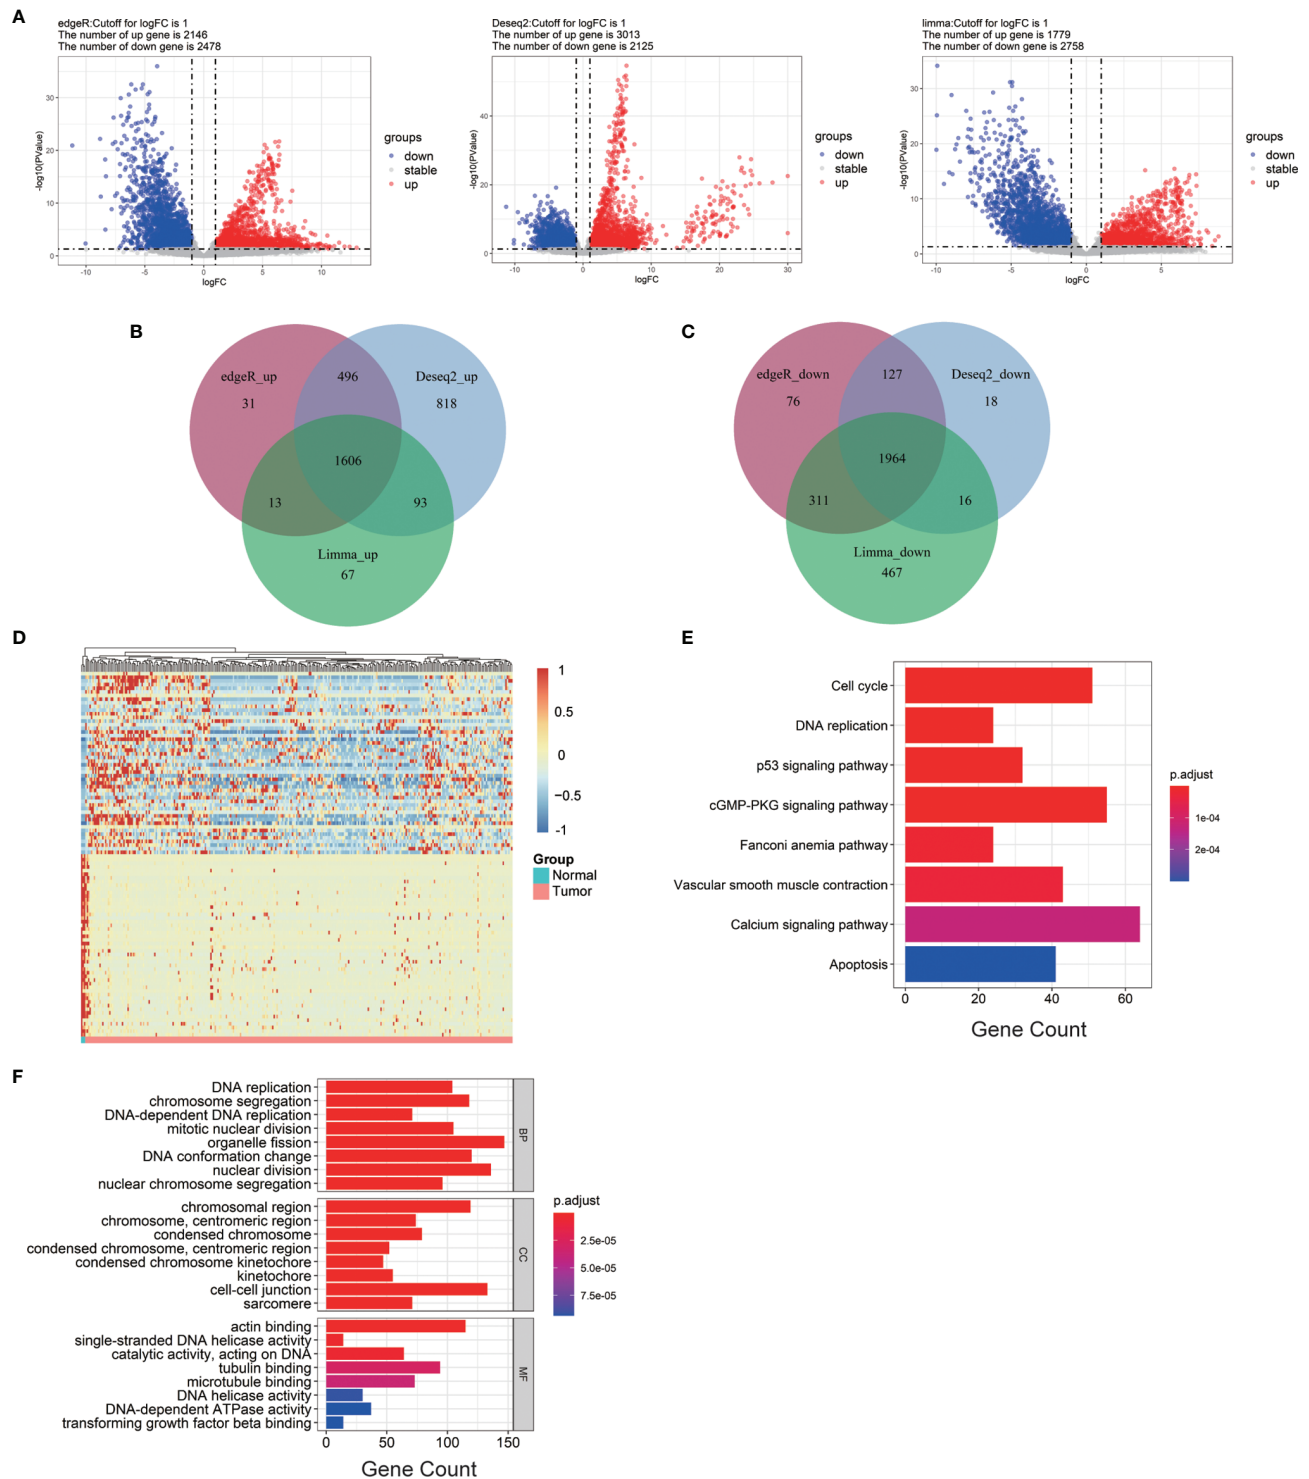 A
edgeR:Cutoff for logFC is 1
The number of up gene is 2146
The number of down gene is 2478
30
20
10
0
-log10(PValue)
-10
-5
0
5
10
logFC
groups
down
stable
up
Deseq2:Cutoff for logFC is 1
The number of up gene is 3013
The number of down gene is 2125
40
20
0
-log10(PValue)
-10
0
10
20
30
logFC
groups
down
stable
up
limma:Cutoff for logFC is 1
The number of up gene is 1779
The number of down gene is 2758
30
20
10
0
-log10(PValue)
-10
-5
0
5
logFC
groups
down
stable
up
B
edgeR_up
31
496
Deseq2_up
818
1606
13
93
Limma_up
67
C
edgeR_down
76
127
Deseq2_down
18
1964
311
16
Limma_down
467
D
1
0.5
0
−0.5
-1
Group
Normal
Tumor
E
Cell cycle
DNA replication
p53 signaling pathway
cGMP-PKG signaling pathway
Fanconi anemia pathway
Vascular smooth muscle contraction
Calcium signaling pathway
Apoptosis
0
20
40
60
Gene Count
p.adjust
1e-04
2e-04
F
DNA replication
chromosome segregation
DNA-dependent DNA replication
mitotic nuclear division
organelle fission
DNA conformation change
nuclear division
nuclear chromosome segregation
BP
chromosomal region
chromosome, centromeric region
condensed chromosome
condensed chromosome, centromeric region
condensed chromosome kinetochore
kinetochore
cell-cell junction
sarcomere
CC
actin binding
single-stranded DNA helicase activity
catalytic activity, acting on DNA
tubulin binding
microtubule binding
DNA helicase activity
DNA-dependent ATPase activity
transforming growth factor beta binding
MF
0
50
100
150
Gene Count
p.adjust
2.5e-05
5.0e-05
7.5e-05